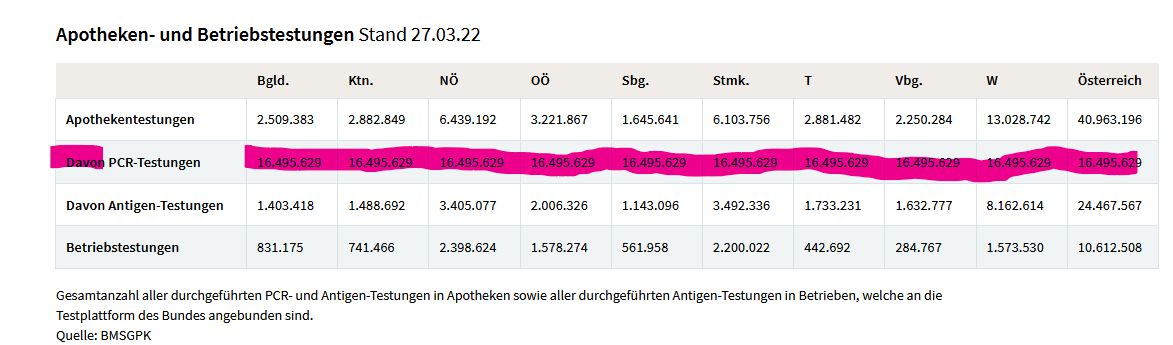 Apotheken- und Betriebstestungen Stand 27.03.22
Bgld. Ktn. NÖ OÖ Sbg. Stmk. T Vbg. W Österreich
Apothekentestungen 2.509.383 2.882.849 6.439.192 3.221.867 1.645.641 6.103.756 2.881.482 2.250.284 13.028.742 40.963.196
Davon PCR-Testungen 16.495.629 16.495.629 16.495.629 16.495.629 16.495.629 16.495.629 16.495.629 16.495.629 16.495.629 16.495.629
Davon Antigen-Testungen 1.403.418 1.488.692 3.405.077 2.006.326 1.143.096 3.492.336 1.733.231 1.632.777 8.162.614 24.467.567
Betriebstestungen 831.175 741.466 2.398.624 1.578.274 561.958 2.200.022 442.692 284.767 1.573.530 10.612.508
Gesamtanzahl aller durchgeführten PCR- und Antigen-Testungen in Apotheken sowie aller durchgeführten Antigen-Testungen in Betrieben, welche an die
Testplattform des Bundes angebunden sind.
Quelle: BMSGPK